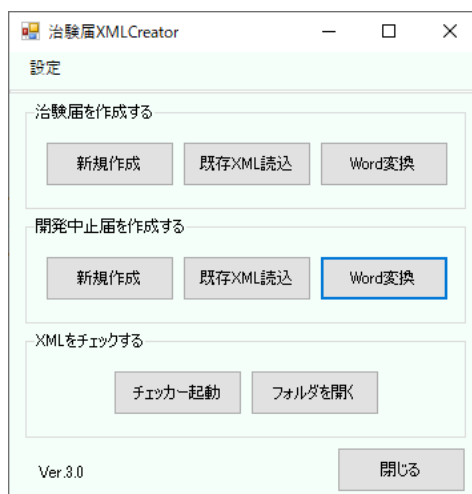 治験届XMLCreator
設定
治験届を作成する
新規作成 既存XML読込 Word変換
開発中止届を作成する
新規作成 既存XML読込 Word変換
XMLをチェックする
チェッカー起動 フォルダを開く
Ver.3.0 閉じる